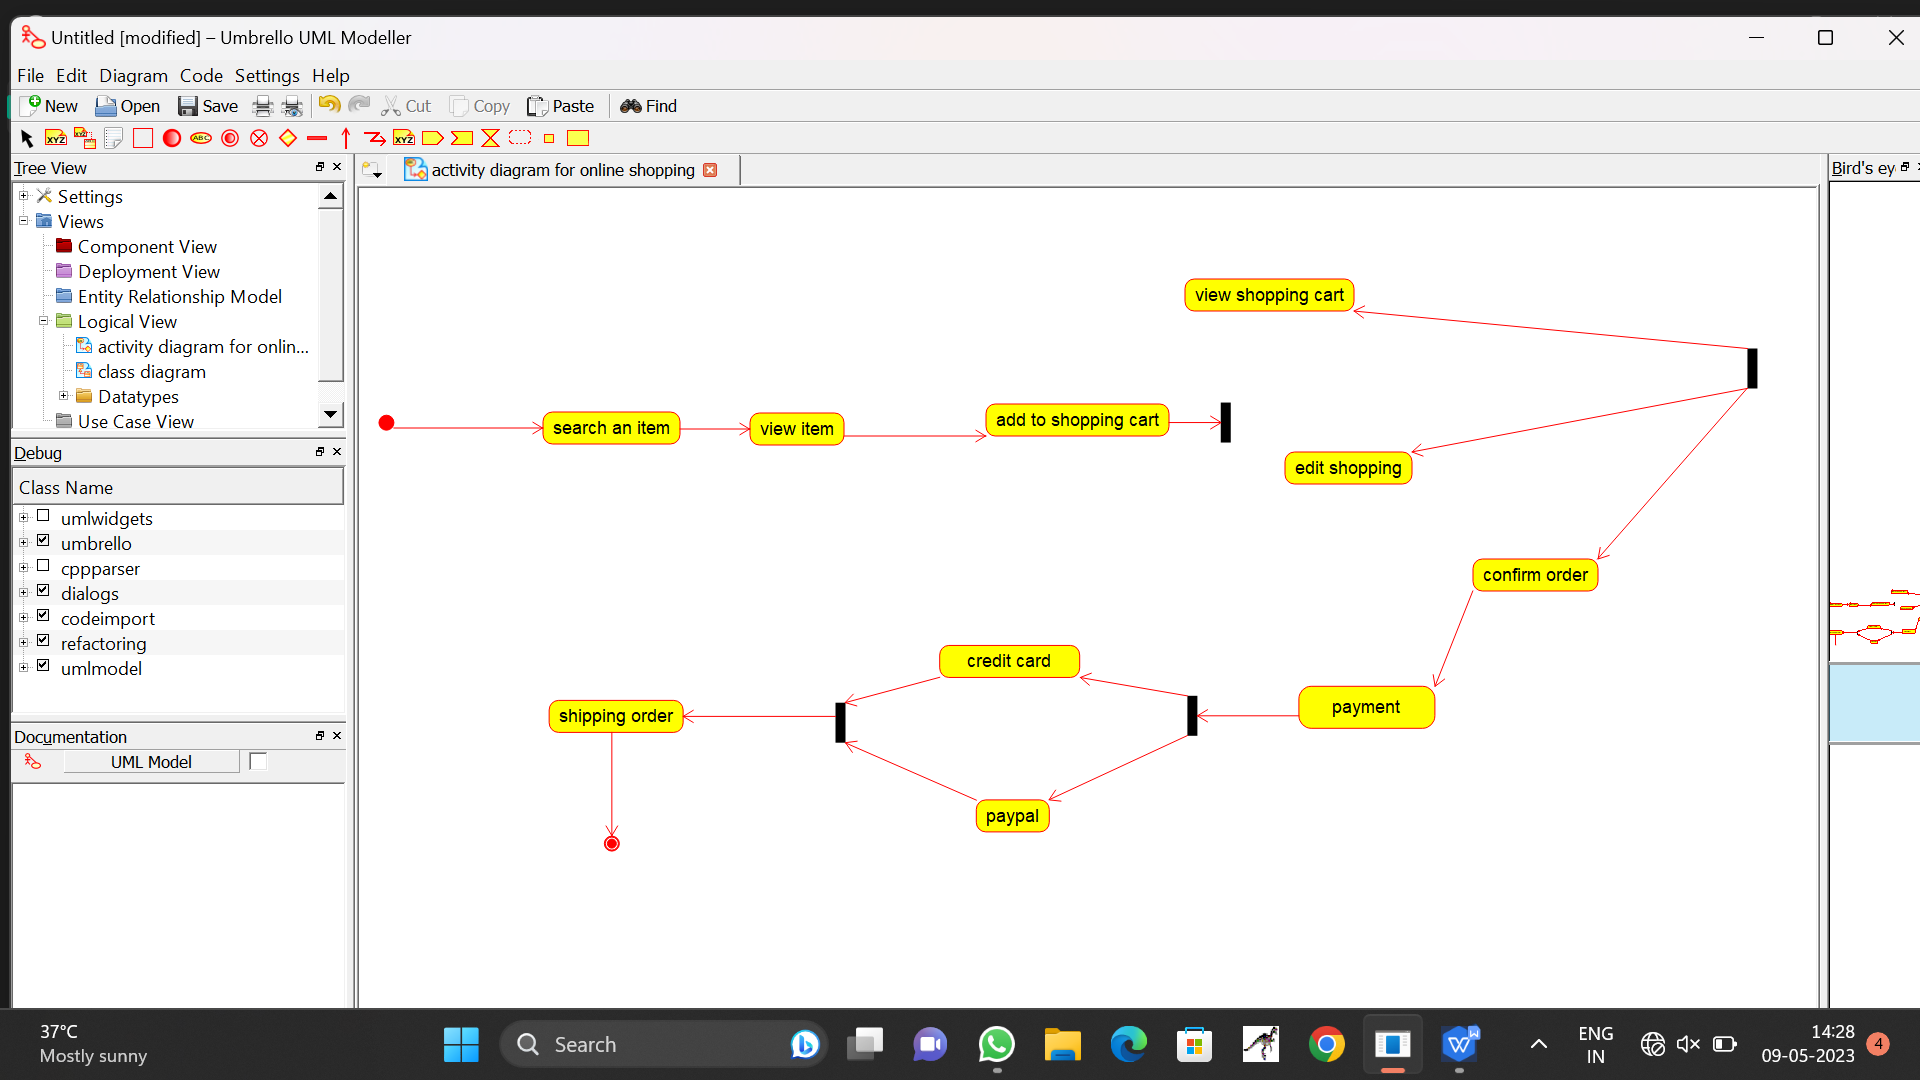 Untitled [modified] – Umbrello UML Modeller
File Edit Diagram Code Settings Help
New Open Save Cut Copy Paste Find
XYZ XYZ ABC XYZ
Tree View
Settings
Views
Component View
Deployment View
Entity Relationship Model
Logical View
activity diagram for onlin...
class diagram
Datatypes
Use Case View
Debug
Class Name
umlwidgets
umbrello
cppparser
dialogs
codeimport
refactoring
umlmodel
Documentation
UML Model
activity diagram for online shopping
Bird's ey
view shopping cart
search an item
view item
add to shopping cart
edit shopping
confirm order
credit card
payment
shipping order
paypal
37°C
Mostly sunny
Search
ENG
IN
14:28
09-05-2023
4